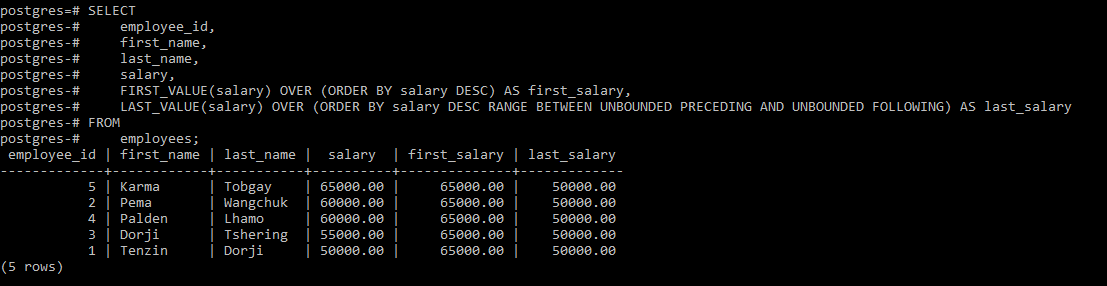 postgres=# SELECT
postgres-#     employee_id,
postgres-#     first_name,
postgres-#     last_name,
postgres-#     salary,
postgres-#     FIRST_VALUE(salary) OVER (ORDER BY salary DESC) AS first_salary,
postgres-#     LAST_VALUE(salary) OVER (ORDER BY salary DESC RANGE BETWEEN UNBOUNDED PRECEDING AND UNBOUNDED FOLLOWING) AS last_salary
postgres-# FROM
postgres-#     employees;
 employee_id | first_name | last_name |  salary  | first_salary | last_salary
-------------+------------+-----------+----------+--------------+-------------
           5 | Karma      | Tobgay    | 65000.00 |     65000.00 |    50000.00
           2 | Pema       | Wangchuk  | 60000.00 |     65000.00 |    50000.00
           4 | Palden     | Lhamo     | 60000.00 |     65000.00 |    50000.00
           3 | Dorji      | Tshering  | 55000.00 |     65000.00 |    50000.00
           1 | Tenzin     | Dorji     | 50000.00 |     65000.00 |    50000.00
(5 rows)